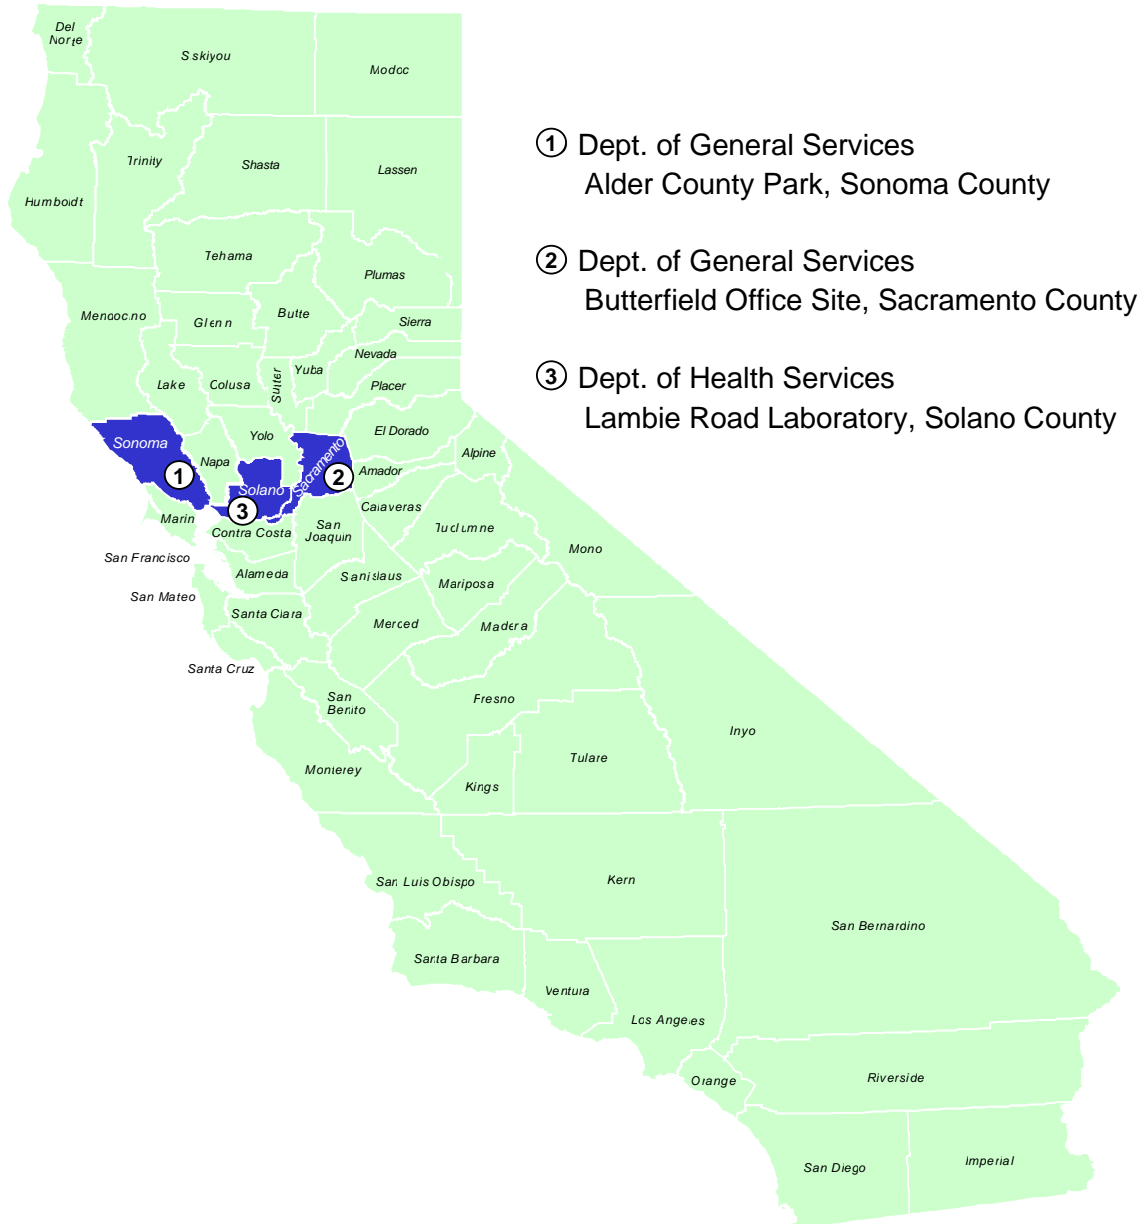 Del
Norte
Siskiyou
Modoc
① Dept. of General Services
Alder County Park, Sonoma County
Trinity
Shasta
Lassen
Humboldt
② Dept. of General Services
Butterfield Office Site, Sacramento County
Tehama
Plumas
Mendocino
Glenn
Butte
Sierra
Nevada
③ Dept. of Health Services
Lambie Road Laboratory, Solano County
Lake
Colusa
Sutter
Yuba
Placer
Sonoma
Yolo
El Dorado
Napa
Sacramento
Alpine
1
2
Amador
Solano
3
Calaveras
Marin
Contra Costa
San
Joaquin
Tuolumne
San Francisco
Mono
Alameda
Stanislaus
Mariposa
San Mateo
Santa Clara
Merced
Madera
Santa Cruz
San
Benito
Fresno
Inyo
Monterey
Kings
Tulare
San Luis Obispo
Kern
San Bernardino
Santa Barbara
Ventura
Los Angeles
Orange
Riverside
San Diego
Imperial